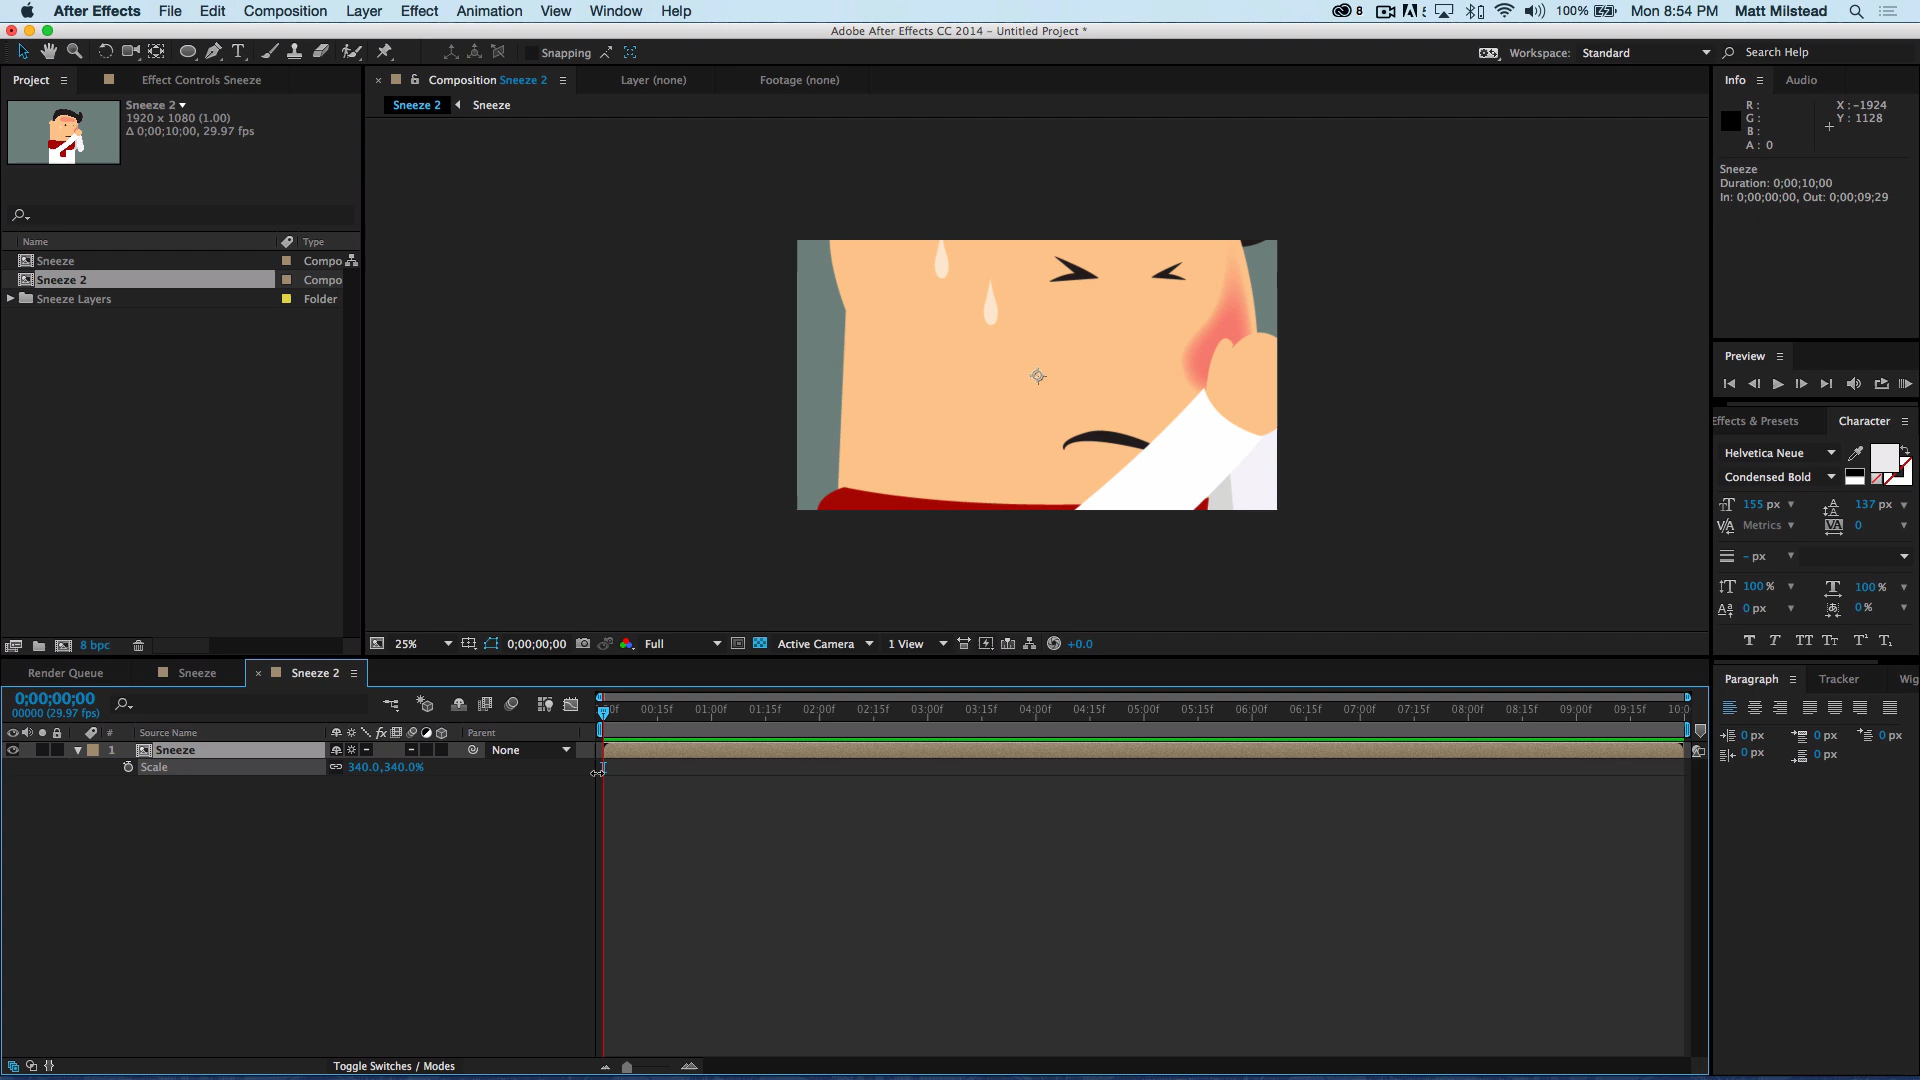 After Effects File Edit Composition Layer Effect Animation View Window Help
8 100% Mon 8:54 PM Matt Milstead
Adobe After Effects CC 2014 – Untitled Project *
Snapping
Workspace: Standard
Search Help
Project Effect Controls Sneeze
Composition Sneeze 2 Layer (none) Footage (none)
Info Audio
Sneeze 2
1920 x 1080 (1.00)
Δ 0;00;10;00, 29.97 fps
Sneeze 2 Sneeze
R :
G :
B :
A : 0
X : -1924
Y : 1128
Sneeze
Duration: 0;00;10;00
In: 0;00;00;00, Out: 0;00;09;29
Name Type
Sneeze Compo
Sneeze 2 Compo
Sneeze Layers Folder
Preview
Effects & Presets Character
Helvetica Neue
Condensed Bold
155 px 137 px
Metrics 0
– px
100 % 100 %
0 px 0 %
8 bpc
25% 0;00;00;00 Full Active Camera 1 View +0.0
Render Queue Sneeze Sneeze 2
Paragraph Tracker Wig
0;00;00;00
00000 (29.97 fps)
00f 00:15f 01:00f 01:15f 02:00f 02:15f 03:00f 03:15f 04:00f 04:15f 05:00f 05:15f 06:00f 06:15f 07:00f 07:15f 08:00f 08:15f 09:00f 09:15f 10:0
# Source Name Parent
1 Sneeze None
Scale 340.0,340.0%
0 px 0 px 0 px
0 px 0 px
Toggle Switches / Modes